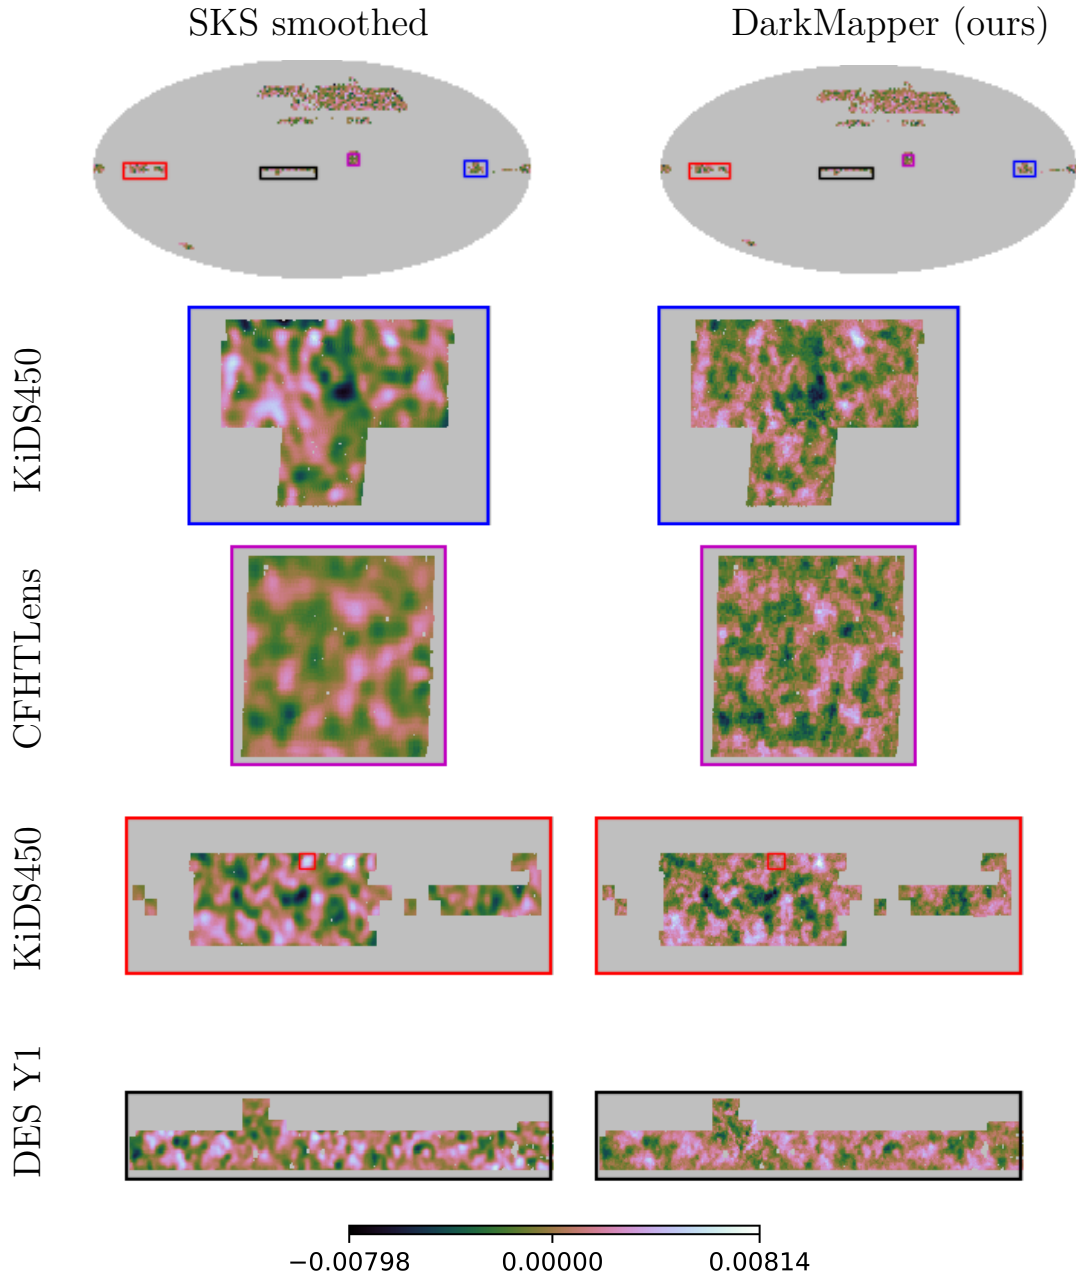 SKS smoothed
DarkMapper (ours)
KiDS450
CFHTLens
KiDS450
DES Y1
−0.00798 0.00000 0.00814